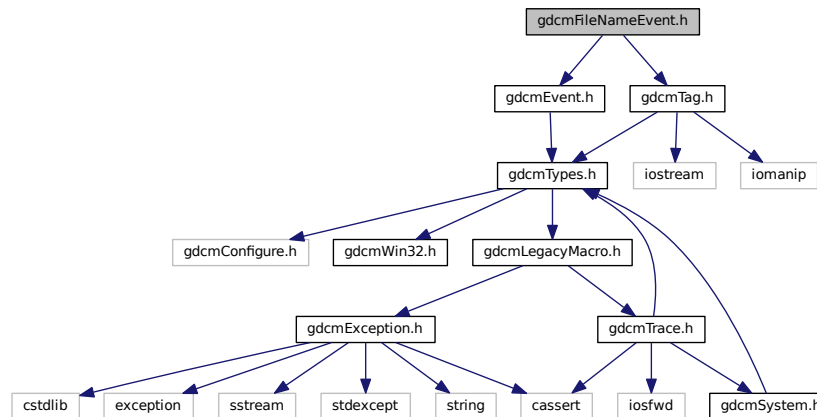 gdcmFileNameEvent.h
gdcmEvent.h
gdcmTag.h
gdcmTypes.h
iostream
iomanip
gdcmConfigure.h
gdcmWin32.h
gdcmLegacyMacro.h
gdcmException.h
gdcmTrace.h
cstdlib
exception
sstream
stdexcept
string
cassert
iosfwd
gdcmSystem.h